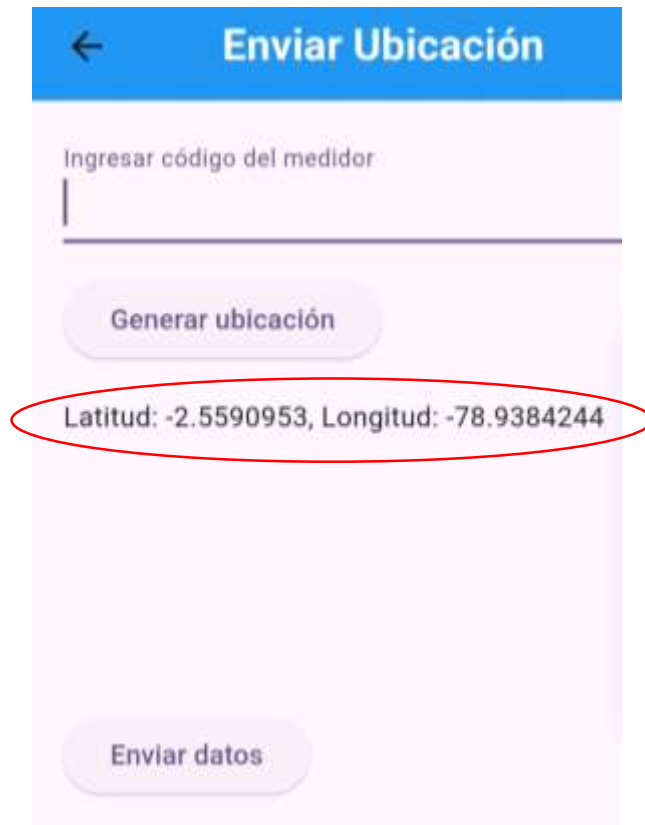 Enviar Ubicación
Ingresar código del medidor
Generar ubicación
Latitud: -2.5590953, Longitud: -78.9384244
Enviar datos